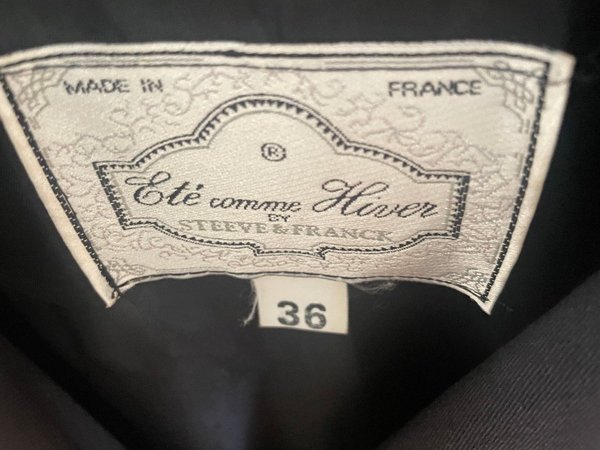 MADE IN FRANCE
®
Eté comme Hiver
BY
STEEVE & FRANCK
36